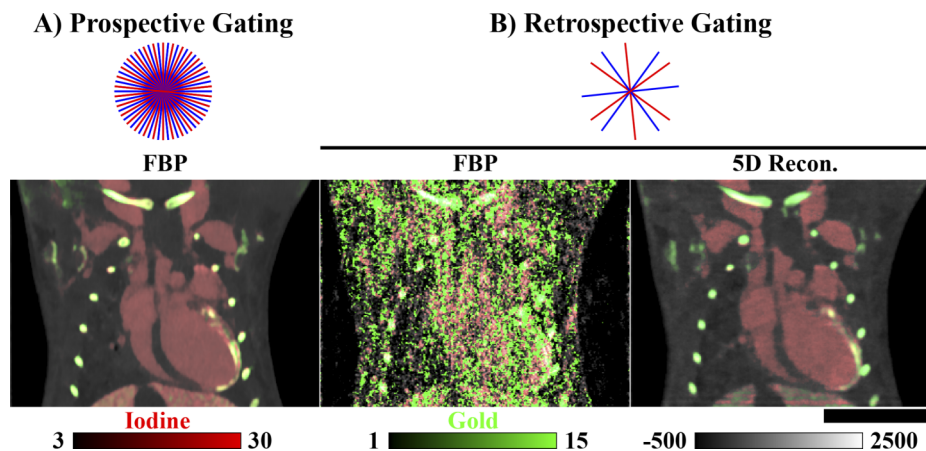 A) Prospective Gating
B) Retrospective Gating
FBP
FBP
5D Recon.
Iodine
Gold
3 30
1 15
-500 2500